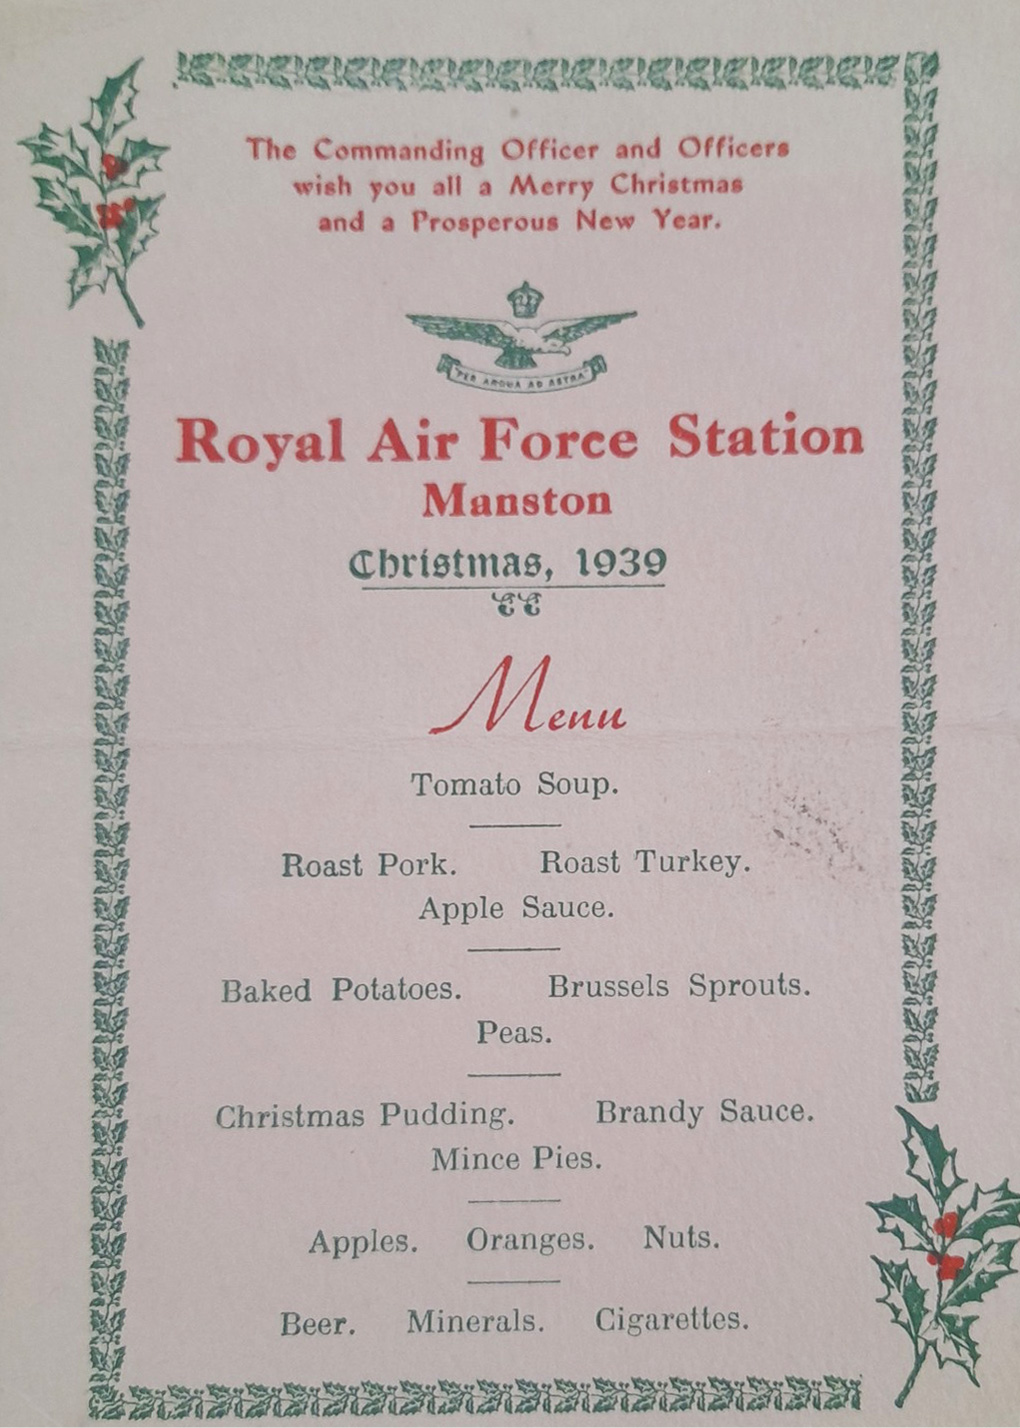 The Commanding Officer and Officers
wish you all a Merry Christmas
and a Prosperous New Year.
PER ARDUA AD ASTRA
Royal Air Force Station
Manston
Christmas, 1939
Menu
Tomato Soup.
Roast Pork. Roast Turkey.
Apple Sauce.
Baked Potatoes. Brussels Sprouts.
Peas.
Christmas Pudding. Brandy Sauce.
Mince Pies.
Apples. Oranges. Nuts.
Beer. Minerals. Cigarettes.